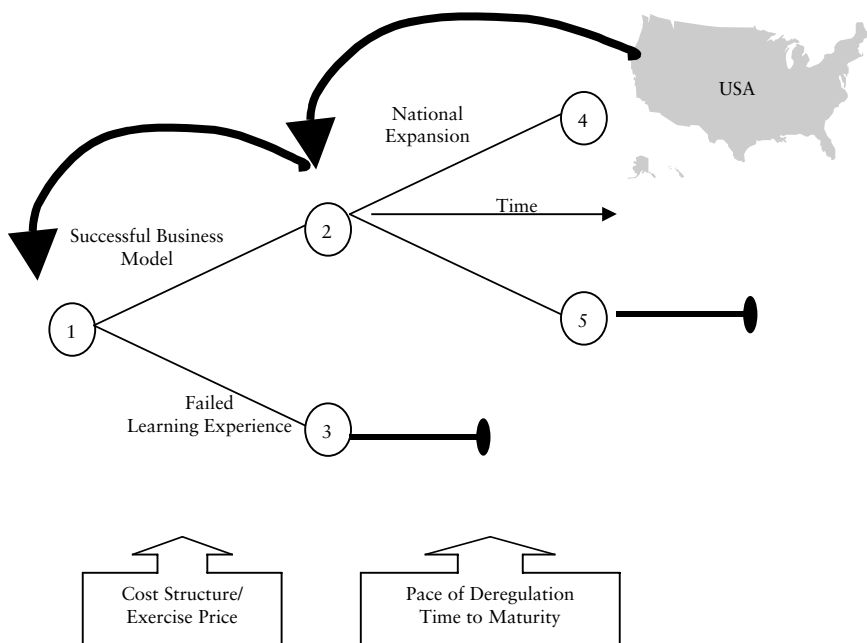 USA
National
Expansion
4
Time
Successful Business
Model
2
1
5
Failed
Learning Experience
3
Cost Structure/
Exercise Price
Pace of Deregulation
Time to Maturity